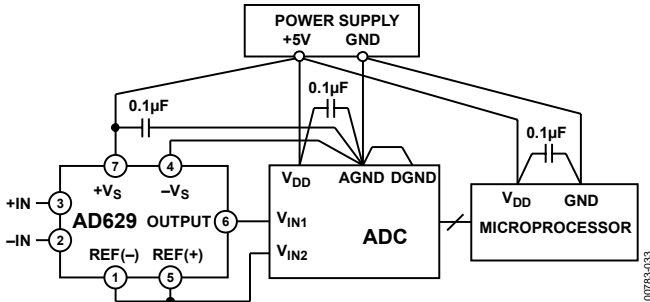 POWER SUPPLY
+5V GND
0.1µF
0.1µF
0.1µF
7 4
+VS –VS
VDD AGND DGND
VDD GND
+IN 3
AD629 OUTPUT 6
VIN1
ADC
MICROPROCESSOR
–IN 2
REF(–) REF(+)
VIN2
1 5
00783-033